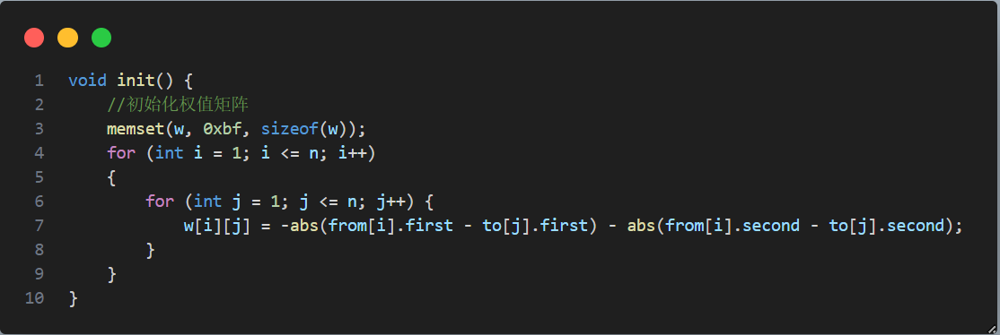 1 void init() {
2     //初始化权值矩阵
3     memset(w, 0xbf, sizeof(w));
4     for (int i = 1; i <= n; i++)
5     {
6         for (int j = 1; j <= n; j++) {
7             w[i][j] = -abs(from[i].first - to[j].first) - abs(from[i].second - to[j].second);
8         }
9     }
10 }